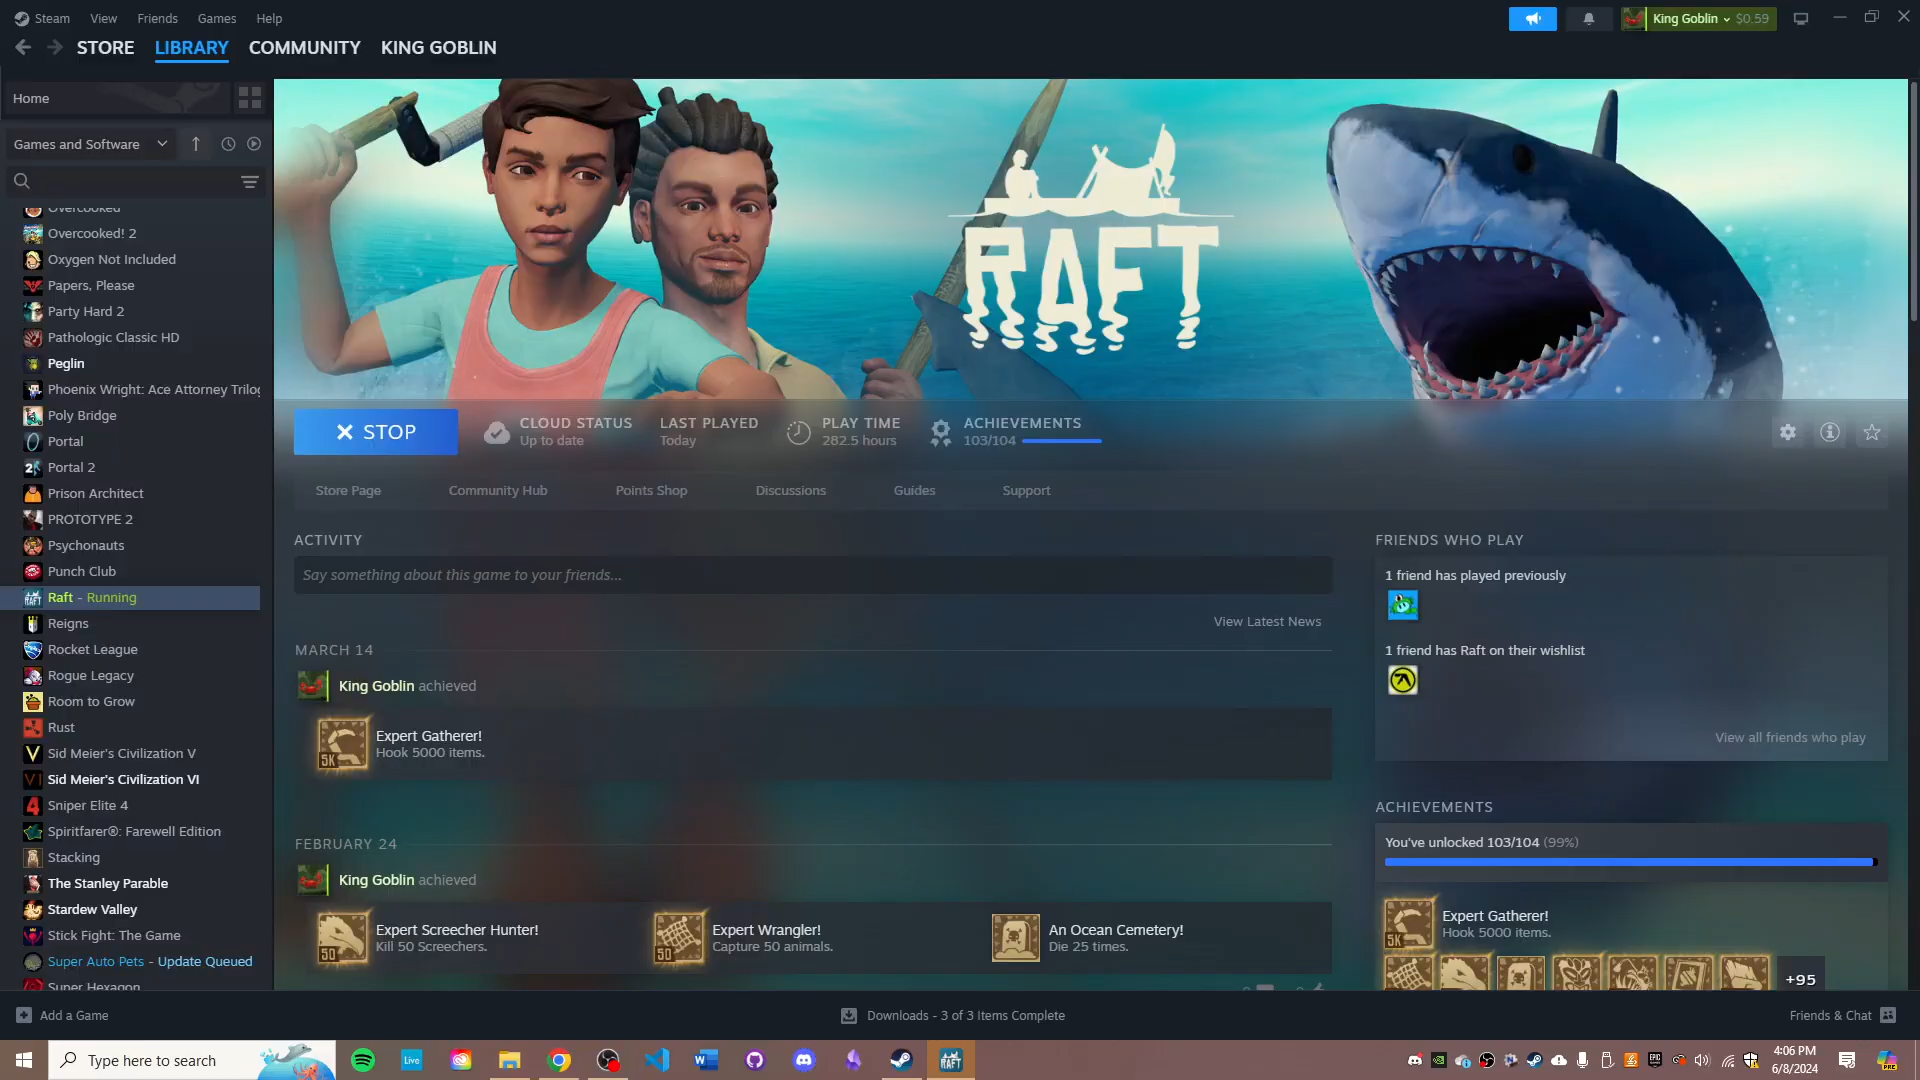 Steam
View
Friends
Games
Help
King Goblin
$0.59
STORE
LIBRARY
COMMUNITY
KING GOBLIN
Home
Games and Software
Overcooked
Overcooked! 2
Oxygen Not Included
Papers, Please
Party Hard 2
Pathologic Classic HD
Peglin
Phoenix Wright: Ace Attorney Trilog
Poly Bridge
Portal
Portal 2
Prison Architect
PROTOTYPE 2
Psychonauts
Punch Club
Raft - Running
Reigns
Rocket League
Rogue Legacy
Room to Grow
Rust
Sid Meier's Civilization V
Sid Meier's Civilization VI
Sniper Elite 4
Spiritfarer®: Farewell Edition
Stacking
The Stanley Parable
Stardew Valley
Stick Fight: The Game
Super Auto Pets - Update Queued
Super Hexagon
RAFT
STOP
CLOUD STATUS
Up to date
LAST PLAYED
Today
PLAY TIME
282.5 hours
ACHIEVEMENTS
103/104
Store Page
Community Hub
Points Shop
Discussions
Guides
Support
ACTIVITY
Say something about this game to your friends...
View Latest News
MARCH 14
King Goblin achieved
5K
Expert Gatherer!
Hook 5000 items.
FEBRUARY 24
King Goblin achieved
50
Expert Screecher Hunter!
Kill 50 Screechers.
50
Expert Wrangler!
Capture 50 animals.
An Ocean Cemetery!
Die 25 times.
FRIENDS WHO PLAY
1 friend has played previously
1 friend has Raft on their wishlist
View all friends who play
ACHIEVEMENTS
You've unlocked 103/104 (99%)
5K
Expert Gatherer!
Hook 5000 items.
+95
Add a Game
Downloads - 3 of 3 Items Complete
Friends & Chat
Type here to search
Live
4:06 PM
6/8/2024